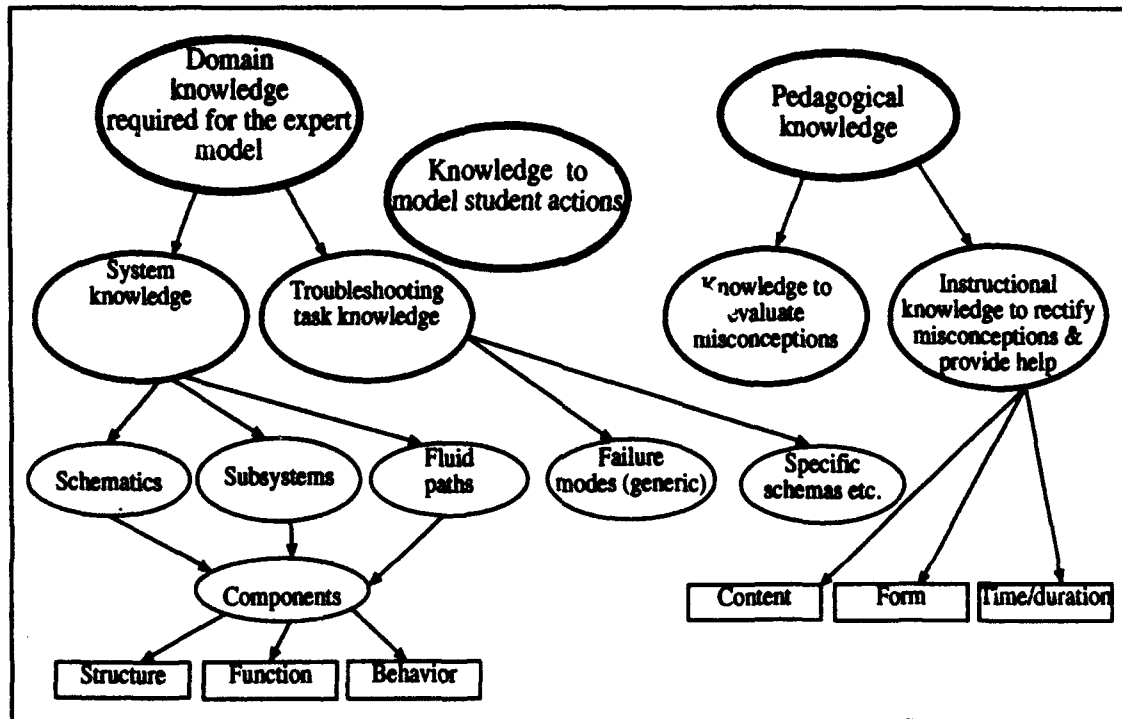 Domain
knowledge
required for the expert
model
Pedagogical
knowledge
Knowledge to
model student actions
System
knowledge
Troubleshooting
task knowledge
Knowledge to
evaluate
misconceptions
Instructional
knowledge to rectify
misconceptions &
provide help
Schematics
Subsystems
Fluid
paths
Failure
modes (generic)
Specific
schemas etc.
Components
Content
Form
Time/duration
Structure
Function
Behavior